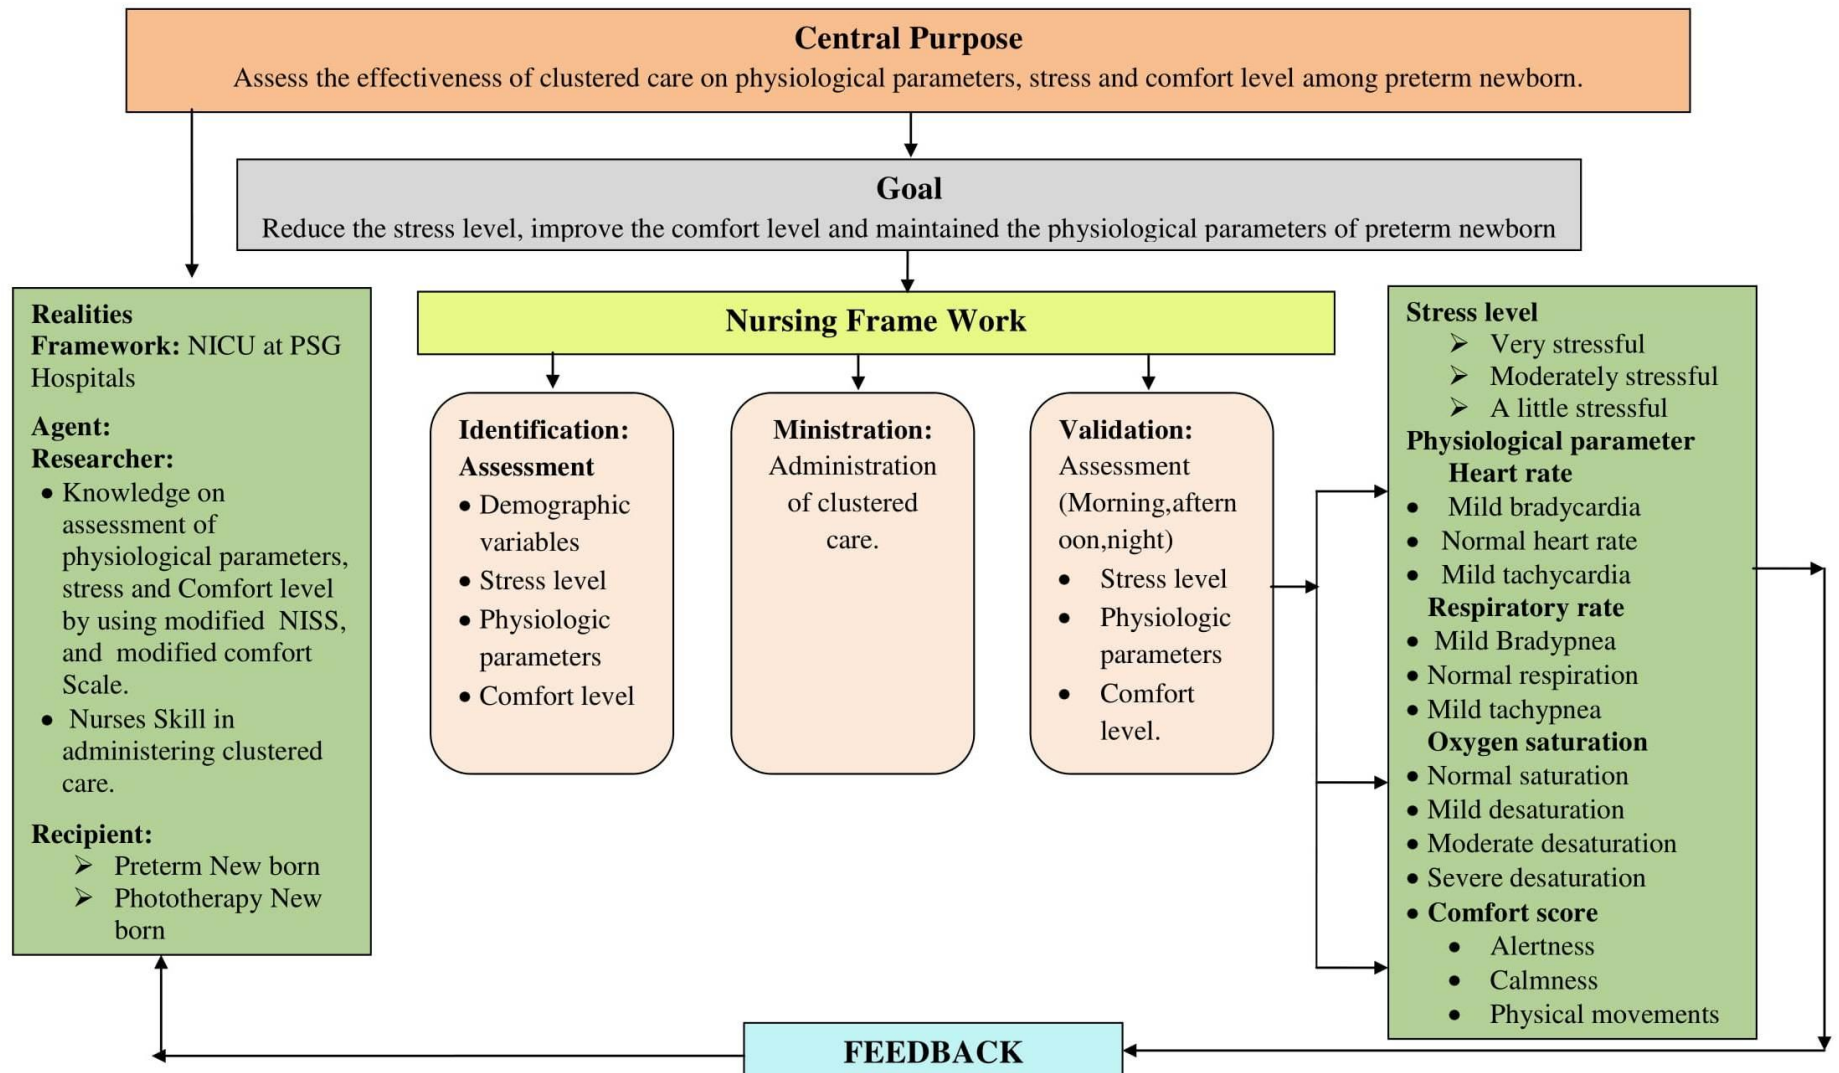 Central Purpose
Assess the effectiveness of clustered care on physiological parameters, stress and comfort level among preterm newborn.
Goal
Reduce the stress level, improve the comfort level and maintained the physiological parameters of preterm newborn
Realities
Framework: NICU at PSG
Hospitals
Agent:
Researcher:
• Knowledge on
assessment of
physiological parameters,
stress and Comfort level
by using modified NISS,
and modified comfort
Scale.
• Nurses Skill in
administering clustered
care.
Recipient:
➢ Preterm New born
➢ Phototherapy New
born
Nursing Frame Work
Identification:
Assessment
• Demographic
variables
• Stress level
• Physiologic
parameters
• Comfort level
Ministration:
Administration
of clustered
care.
Validation:
Assessment
(Morning,aftern
oon,night)
• Stress level
• Physiologic
parameters
• Comfort
level.
Stress level
➢ Very stressful
➢ Moderately stressful
➢ A little stressful
Physiological parameter
Heart rate
• Mild bradycardia
• Normal heart rate
• Mild tachycardia
Respiratory rate
• Mild Bradypnea
• Normal respiration
• Mild tachypnea
Oxygen saturation
• Normal saturation
• Mild desaturation
• Moderate desaturation
• Severe desaturation
• Comfort score
• Alertness
• Calmness
• Physical movements
FEEDBACK